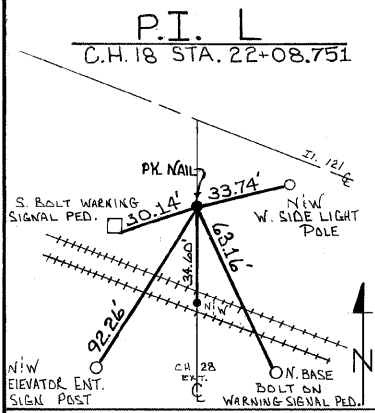 P.I. L
C.H. 18 STA. 22+08.751
Il. 121 ℄
PK NAIL
33.74'
S. BOLT WARNING
SIGNAL PED.
30.14'
N/W
W. SIDE LIGHT
POLE
63.16'
34.60'
92.26'
N/W
N/W
ELEVATOR ENT.
SIGN POST
CH 28
EXT.
℄
N
N. BASE
BOLT ON
WARNING SIGNAL PED.